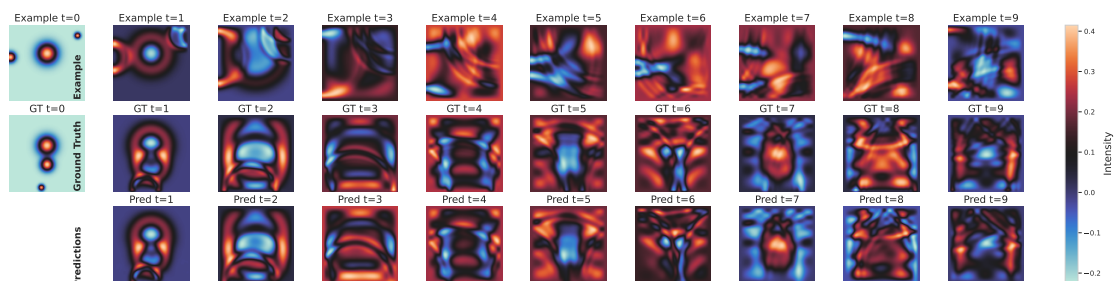 Example t=0 Example t=1 Example t=2 Example t=3 Example t=4 Example t=5 Example t=6 Example t=7 Example t=8 Example t=9
Example
GT t=0 GT t=1 GT t=2 GT t=3 GT t=4 GT t=5 GT t=6 GT t=7 GT t=8 GT t=9
Ground Truth
Pred t=1 Pred t=2 Pred t=3 Pred t=4 Pred t=5 Pred t=6 Pred t=7 Pred t=8 Pred t=9
redictions
0.4
0.3
0.2
0.1
0.0
−0.1
−0.2
Intensity